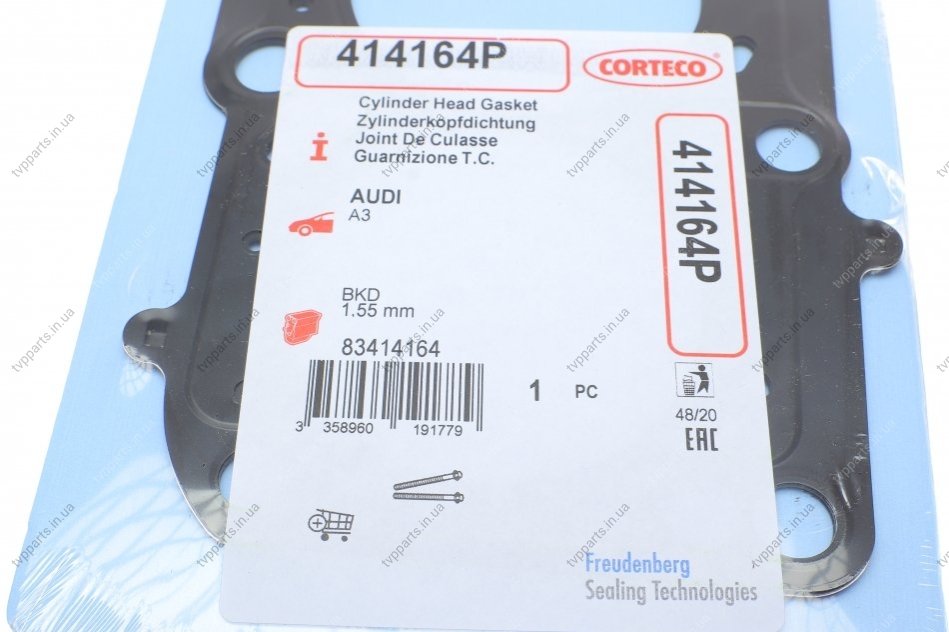 414164P
CORTECO
Cylinder Head Gasket
Zylinderkopfdichtung
Joint De Culasse
Guarnizione T.C.
414164P
AUDI
A3
BKD
1.55 mm
83414164
3 358960 191779
1 PC
48/20
EAC
Freudenberg
Sealing Technologies
tvpparts.in.ua